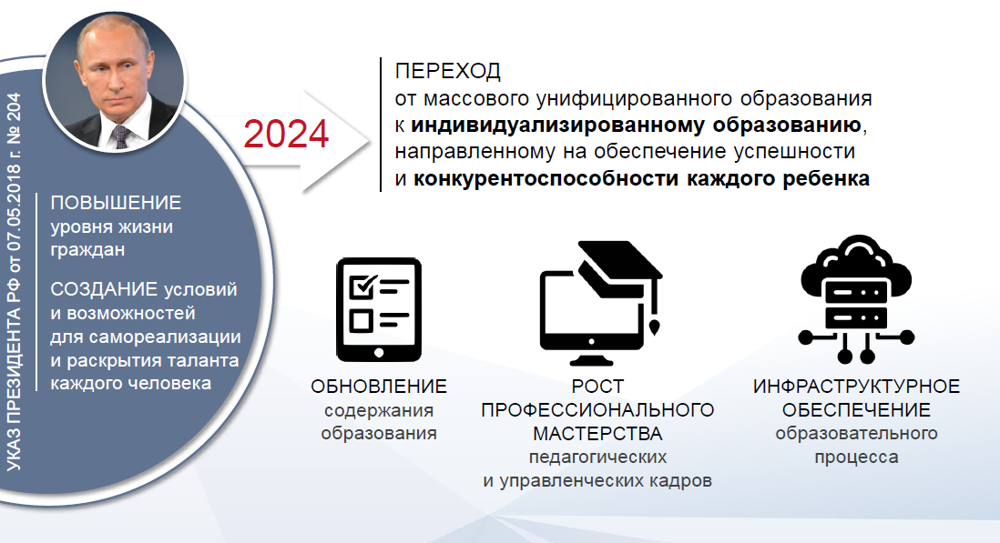 УКАЗ ПРЕЗИДЕНТА РФ от 07.05.2018 г. № 204
ПОВЫШЕНИЕ
уровня жизни
граждан
СОЗДАНИЕ условий
и возможностей
для самореализации
и раскрытия таланта
каждого человека
2024
ПЕРЕХОД
от массового унифицированного образования
к индивидуализированному образованию,
направленному на обеспечение успешности
и конкурентоспособности каждого ребенка
ОБНОВЛЕНИЕ
содержания
образования
РОСТ
ПРОФЕССИОНАЛЬНОГО
МАСТЕРСТВА
педагогических
и управленческих кадров
ИНФРАСТРУКТУРНОЕ
ОБЕСПЕЧЕНИЕ
образовательного
процесса